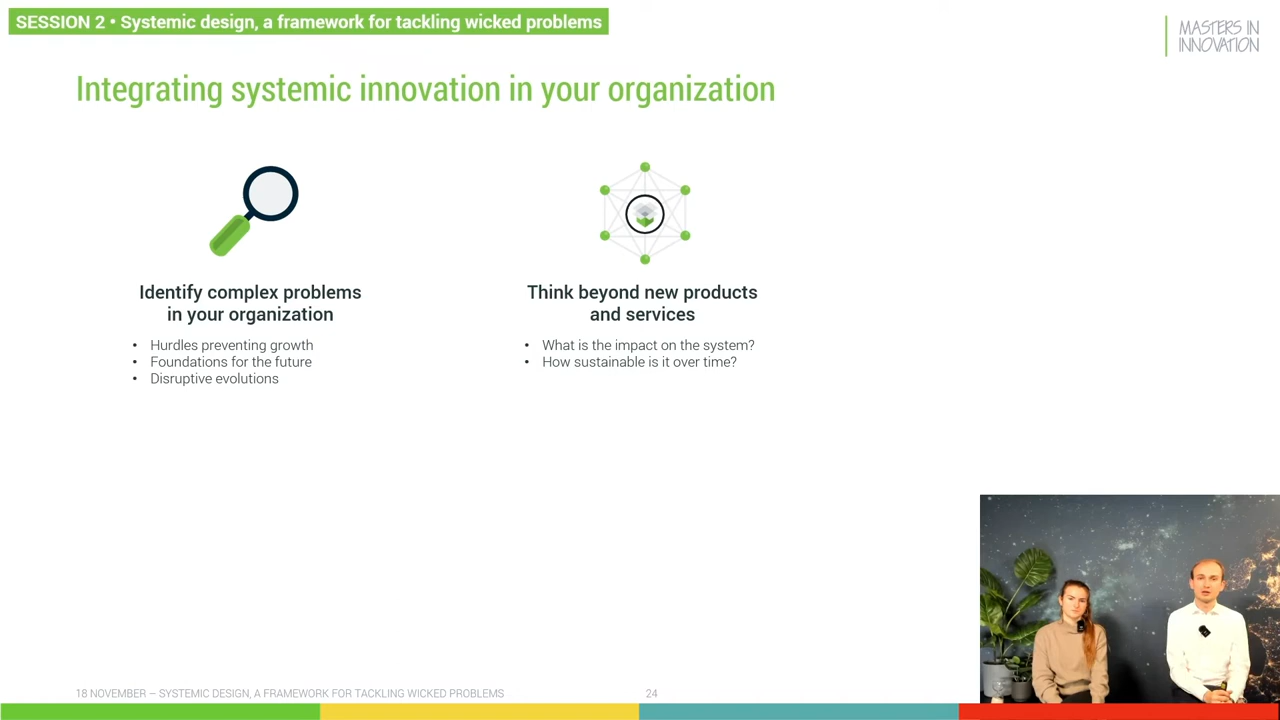 SESSION 2 • Systemic design, a framework for tackling wicked problems
MASTERS IN
INNOVATION
Integrating systemic innovation in your organization
Identify complex problems
in your organization
• Hurdles preventing growth
• Foundations for the future
• Disruptive evolutions
Think beyond new products
and services
• What is the impact on the system?
• How sustainable is it over time?
18 NOVEMBER – SYSTEMIC DESIGN, A FRAMEWORK FOR TACKLING WICKED PROBLEMS
24